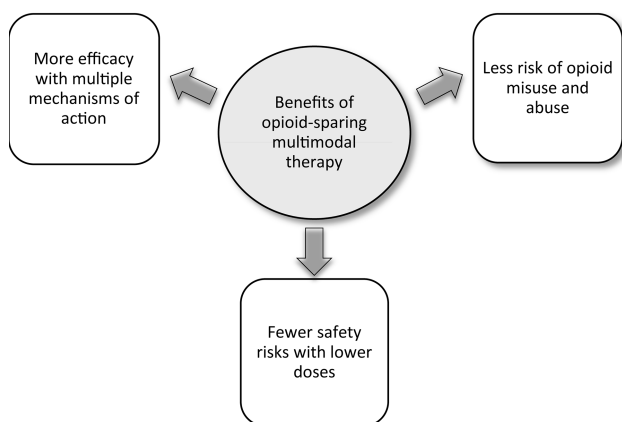 More efficacy
with multiple
mechanisms of
action
Benefits of
opioid-sparing
multimodal
therapy
Less risk of opioid
misuse and
abuse
Fewer safety
risks with lower
doses